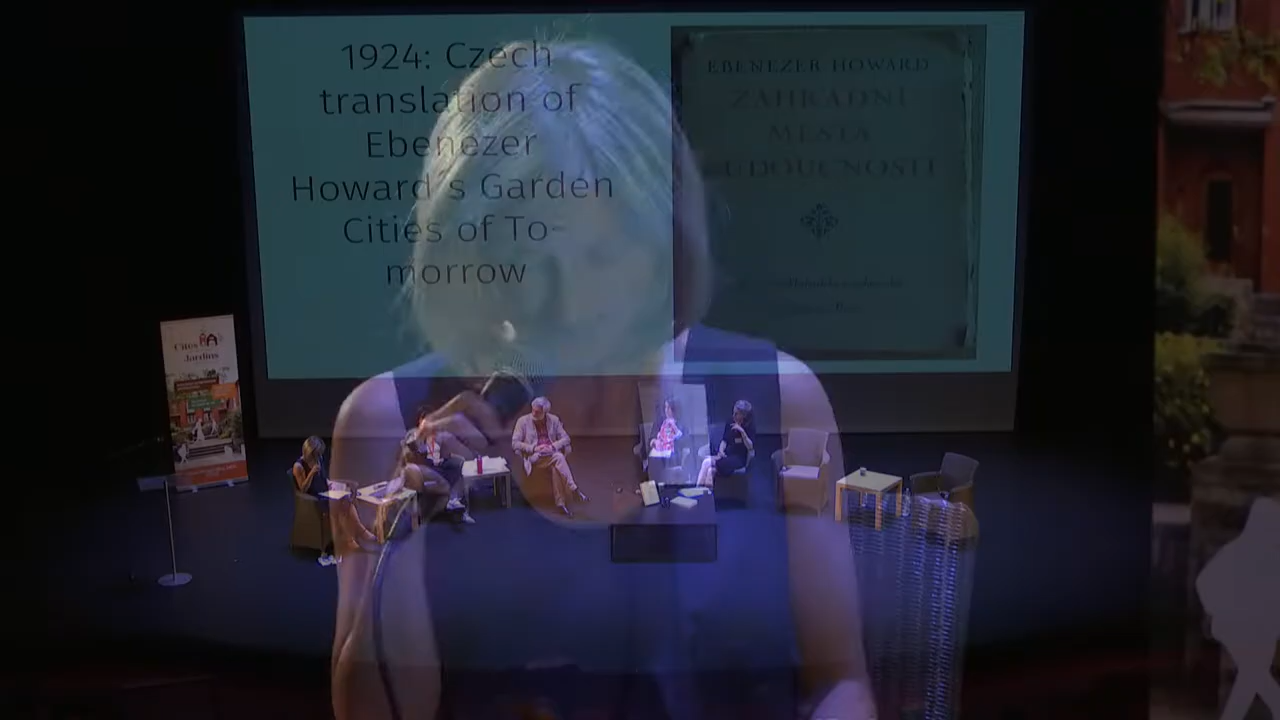 1924: Czech
translation of
Ebenezer
Howard´s Garden
Cities of To-
morrow
EBENEZER HOWARD
ZAHRADNÍ
MĚSTA
BUDOUCNOSTI
Cités
Jardins